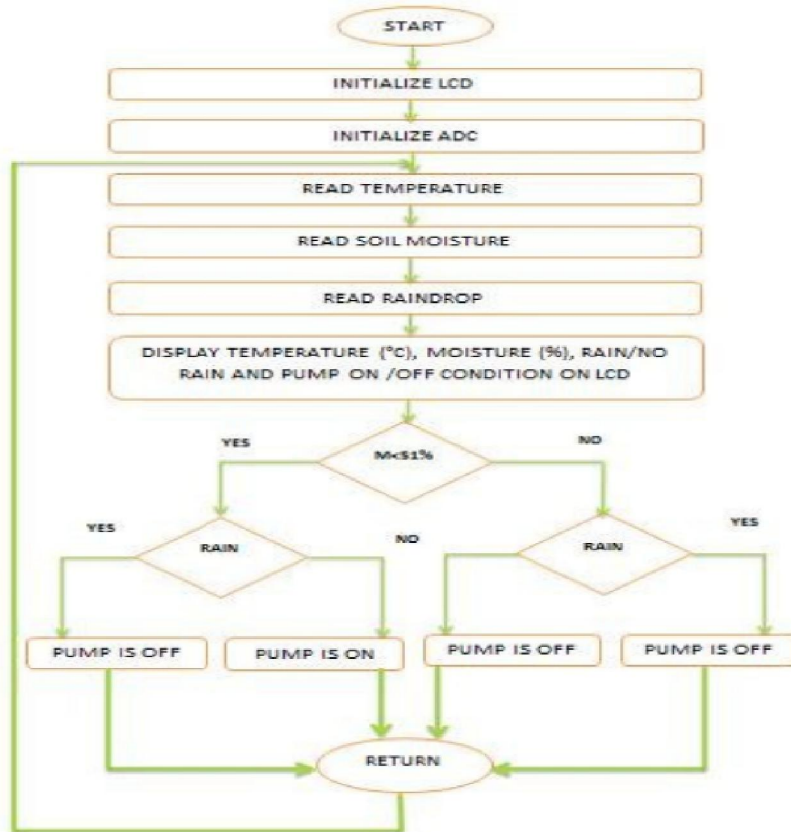 START
INITIALIZE LCD
INITIALIZE ADC
READ TEMPERATURE
READ SOIL MOISTURE
READ RAINDROP
DISPLAY TEMPERATURE (°C), MOISTURE (%), RAIN/NO
RAIN AND PUMP ON /OFF CONDITION ON LCD
YES
NO
M<51%
YES
RAIN
NO
RAIN
YES
PUMP IS OFF
PUMP IS ON
PUMP IS OFF
PUMP IS OFF
RETURN